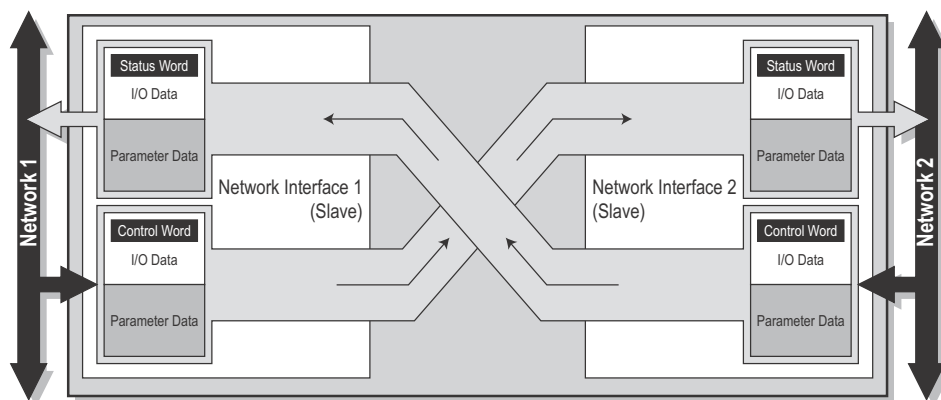 Network 1
Status Word
I/O Data
Parameter Data
Control Word
I/O Data
Parameter Data
Network Interface 1
(Slave)
Network Interface 2
(Slave)
Status Word
I/O Data
Parameter Data
Control Word
I/O Data
Parameter Data
Network 2